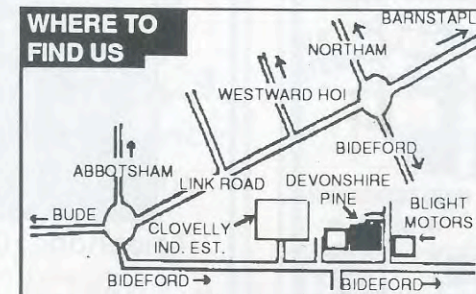 WHERE TO
FIND US
BARNSTAPL
NORTHAM
WESTWARD HO!
BIDEFORD
ABBOTSHAM
LINK ROAD
DEVONSHIRE
PINE
BLIGHT
MOTORS
← BUDE
CLOVELLY
IND. EST.
BIDEFORD →
BIDEFORD →